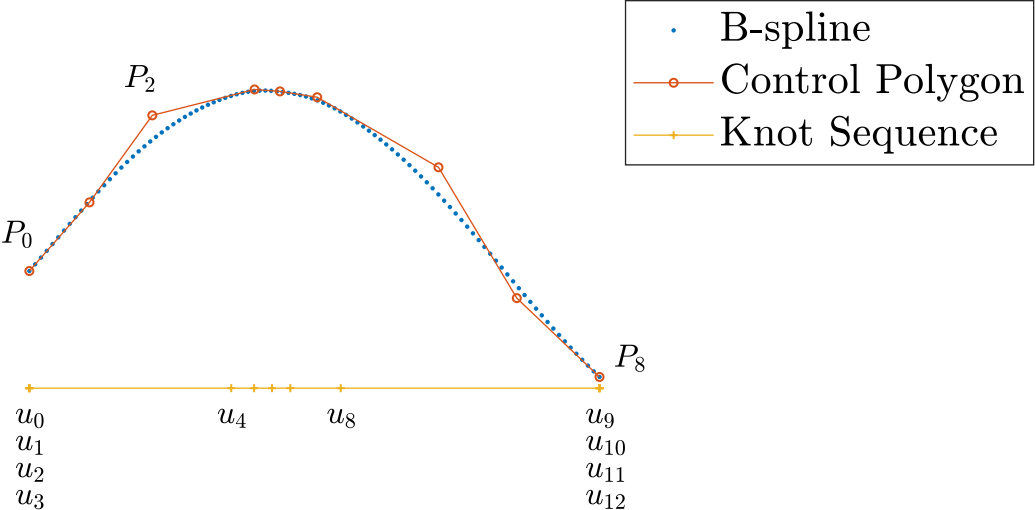 B-spline
Control Polygon
Knot Sequence
P₂
P₀
P₈
u₀ u₄ u₈ u₉
u₁ u₁₀
u₂ u₁₁
u₃ u₁₂